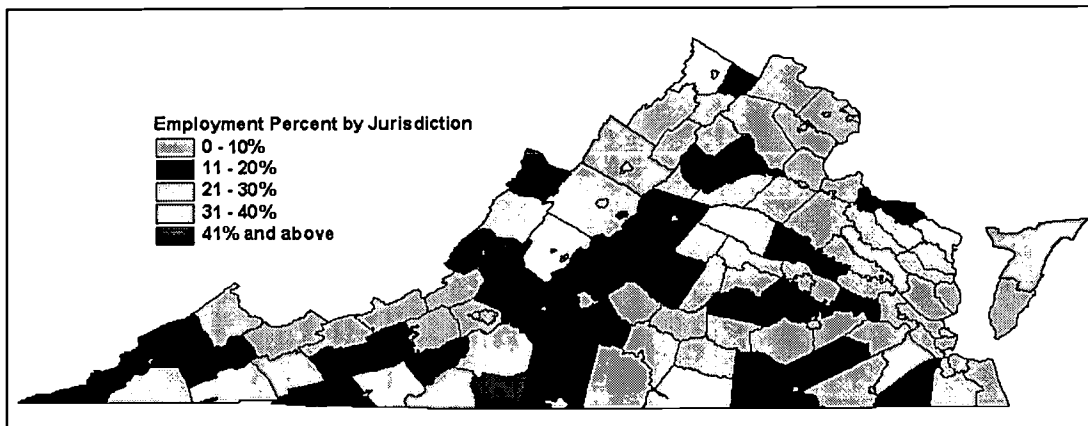 Employment Percent by Jurisdiction
0 - 10%
11 - 20%
21 - 30%
31 - 40%
41% and above